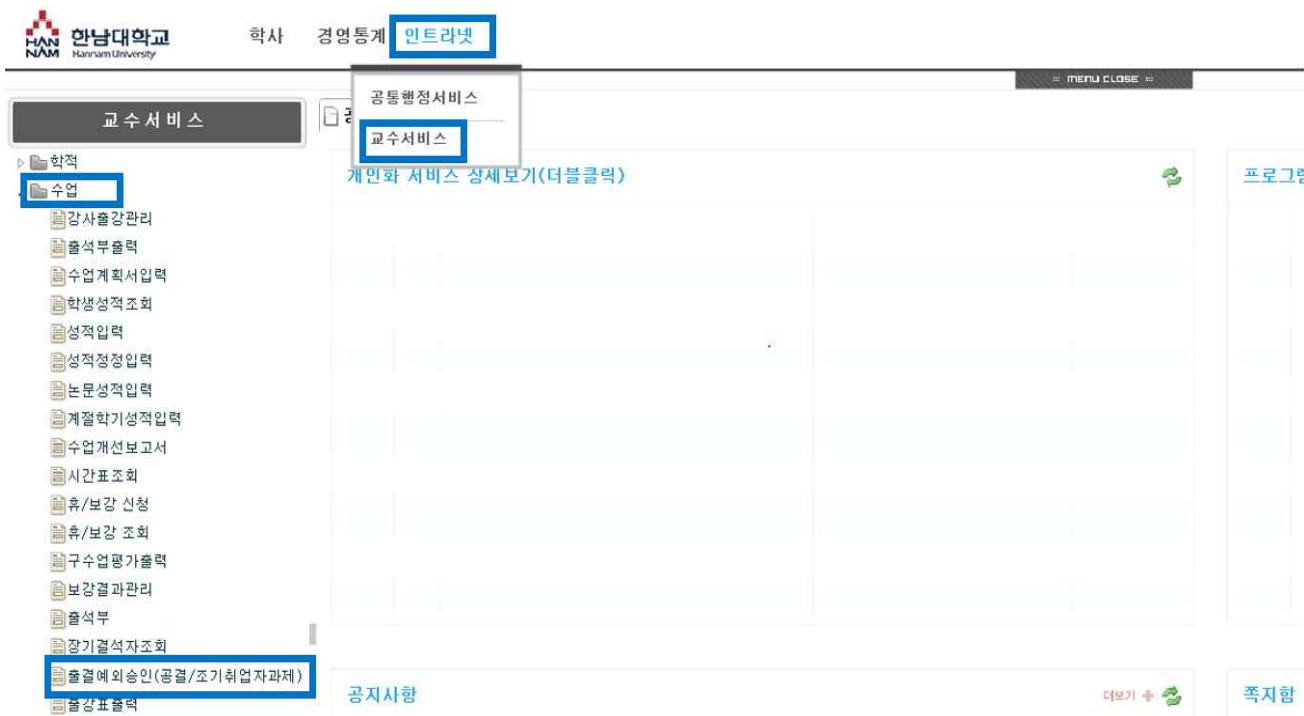 한남대학교
HAN
NAM Hannam University
학사 경영통계 인트라넷
::: MENU CLOSE :::
공통행정서비스
교수서비스
교수서비스
개인화 서비스 상세보기(더블클릭)
프로그램
학적
수업
강사출강관리
출석부출력
수업계획서입력
학생성적조회
성적입력
성적정정입력
논문성적입력
계절학기성적입력
수업개선보고서
시간표조회
휴/보강 신청
휴/보강 조회
구수업평가출력
보강결과관리
출석부
장기결석자조회
출결예외승인(공결/조기취업자과제)
출강표출력
공지사항
더보기
쪽지함